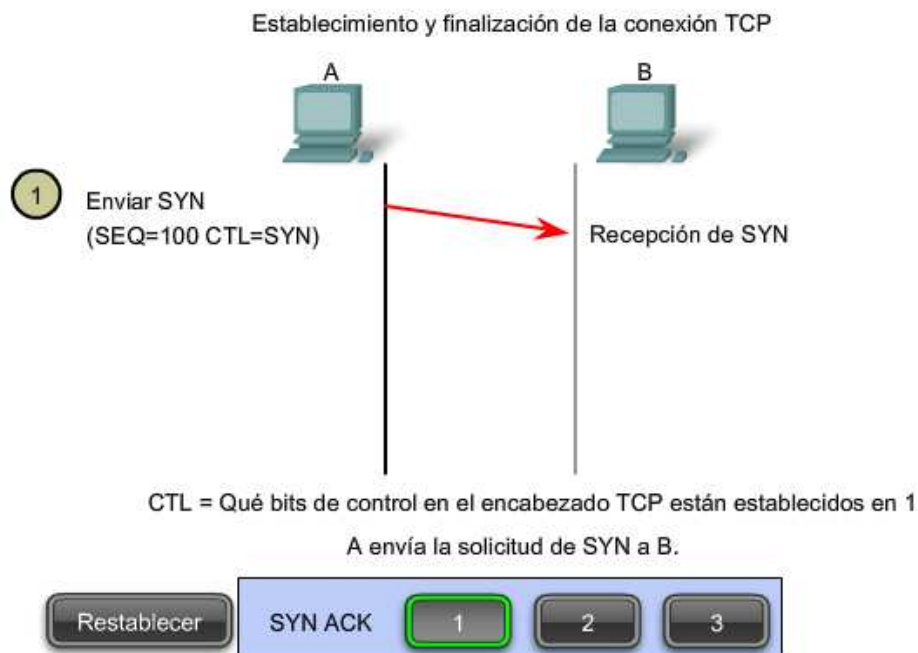 Establecimiento y finalización de la conexión TCP
A
B
1
Enviar SYN
(SEQ=100 CTL=SYN)
Recepción de SYN
CTL = Qué bits de control en el encabezado TCP están establecidos en 1
A envía la solicitud de SYN a B.
Restablecer
SYN ACK
1
2
3